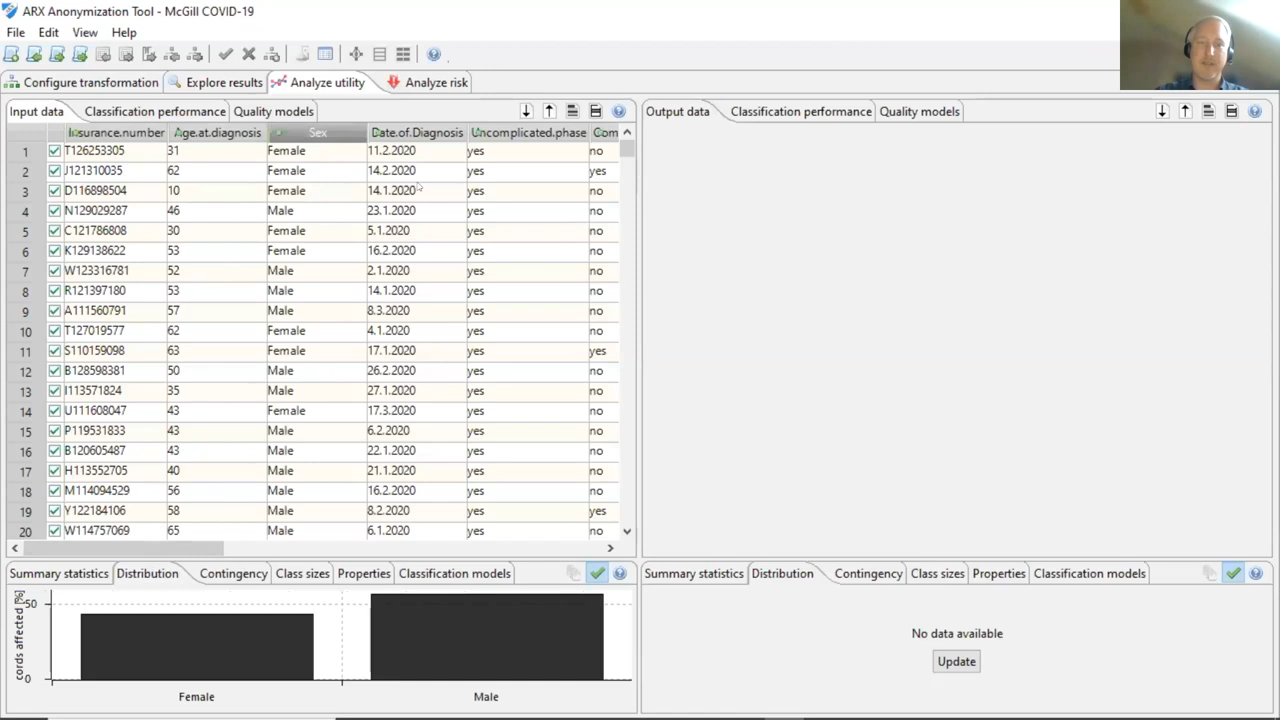 ARX Anonymization Tool - McGill COVID-19
File Edit View Help
Configure transformation Explore results Analyze utility Analyze risk
Input data Classification performance Quality models
Insurance.number Age.at.diagnosis Sex Date.of.Diagnosis Uncomplicated.phase Com
1 T126253305 31 Female 11.2.2020 yes no
2 J121310035 62 Female 14.2.2020 yes yes
3 D116898504 10 Female 14.1.2020 yes no
4 N129029287 46 Male 23.1.2020 yes no
5 C121786808 30 Female 5.1.2020 yes no
6 K129138622 53 Female 16.2.2020 yes no
7 W123316781 52 Male 2.1.2020 yes no
8 R121397180 53 Male 14.1.2020 yes no
9 A111560791 57 Male 8.3.2020 yes no
10 T127019577 62 Female 4.1.2020 yes no
11 S110159098 63 Female 17.1.2020 yes yes
12 B128598381 50 Male 26.2.2020 yes no
13 I113571824 35 Male 27.1.2020 yes no
14 U111608047 43 Female 17.3.2020 yes no
15 P119531833 43 Male 6.2.2020 yes no
16 B120605487 43 Male 22.1.2020 yes no
17 H113552705 40 Male 21.1.2020 yes no
18 M114094529 56 Male 16.2.2020 yes no
19 Y122184106 58 Male 8.2.2020 yes yes
20 W114757069 65 Male 6.1.2020 yes no
Output data Classification performance Quality models
Summary statistics Distribution Contingency Class sizes Properties Classification models
cords affected [%]
50
0
Female Male
Summary statistics Distribution Contingency Class sizes Properties Classification models
No data available
Update